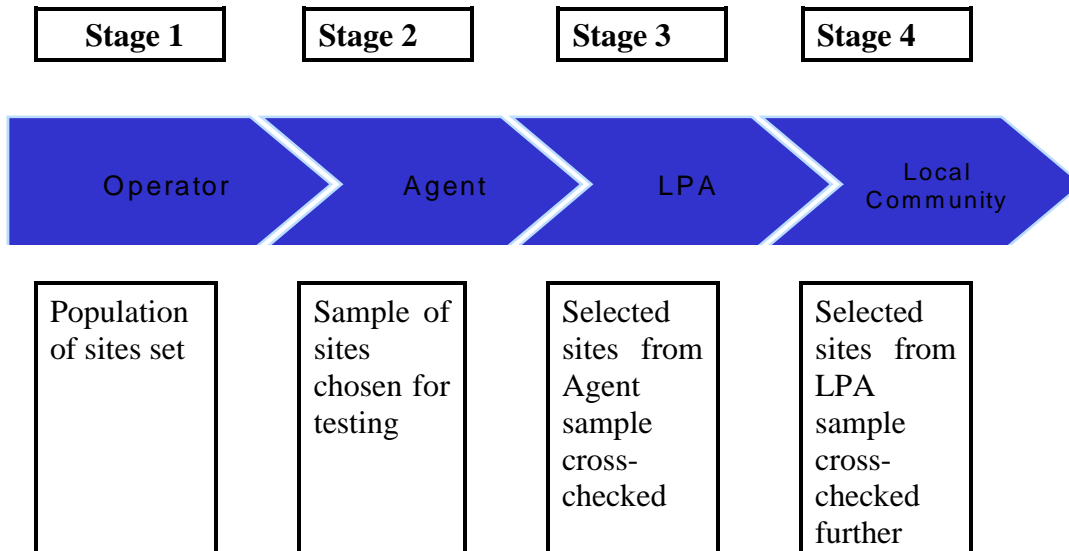 Stage 1
Stage 2
Stage 3
Stage 4
Operator
Agent
LPA
Local
Community
Population
of sites set
Sample of
sites
chosen for
testing
Selected
sites from
Agent
sample
cross-
checked
Selected
sites from
LPA
sample
cross-
checked
further